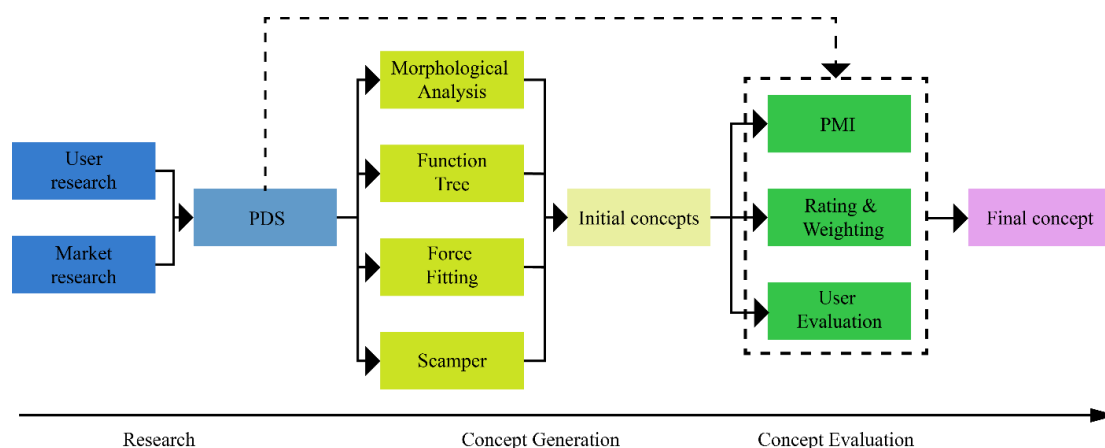 User
research
Market
research
PDS
Morphological
Analysis
Function
Tree
Force
Fitting
Scamper
Initial concepts
PMI
Rating &
Weighting
User
Evaluation
Final concept
Research
Concept Generation
Concept Evaluation